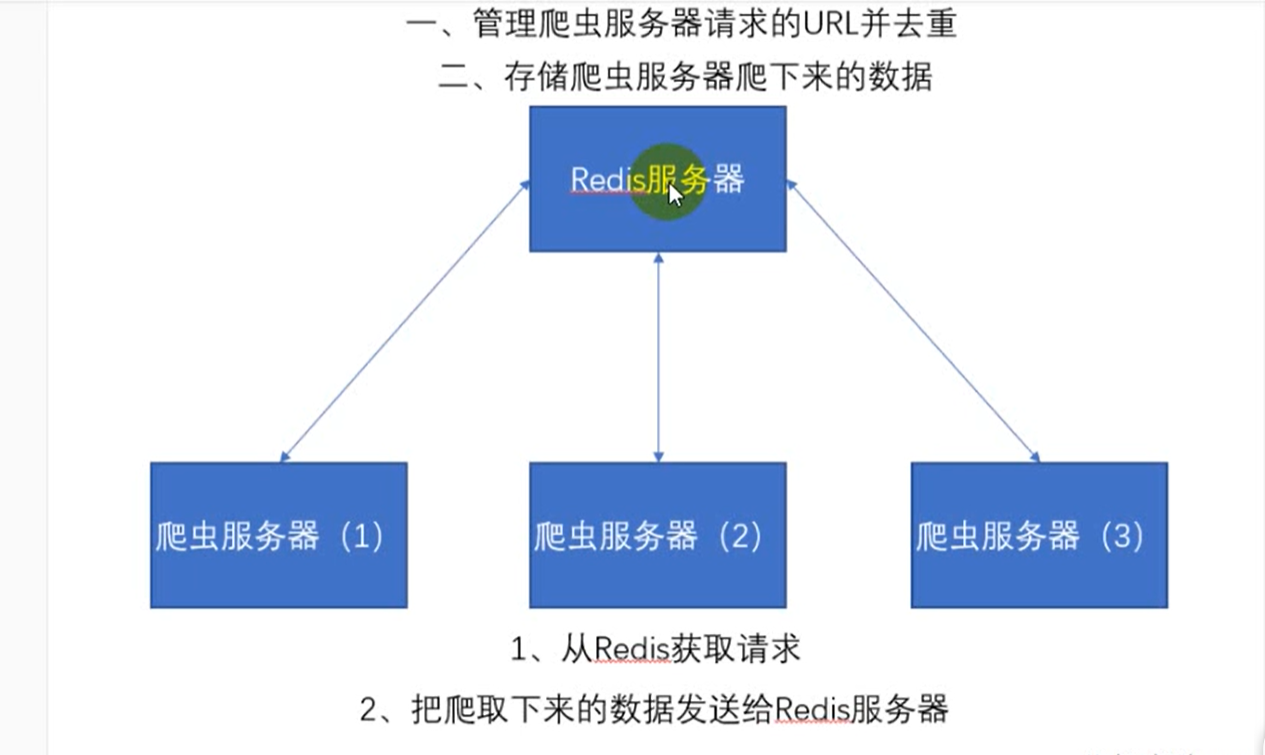 一、管理爬虫服务器请求的URL并去重
二、存储爬虫服务器爬下来的数据
Redis服务器
爬虫服务器（1）
爬虫服务器（2）
爬虫服务器（3）
1、从Redis获取请求
2、把爬取下来的数据发送给Redis服务器